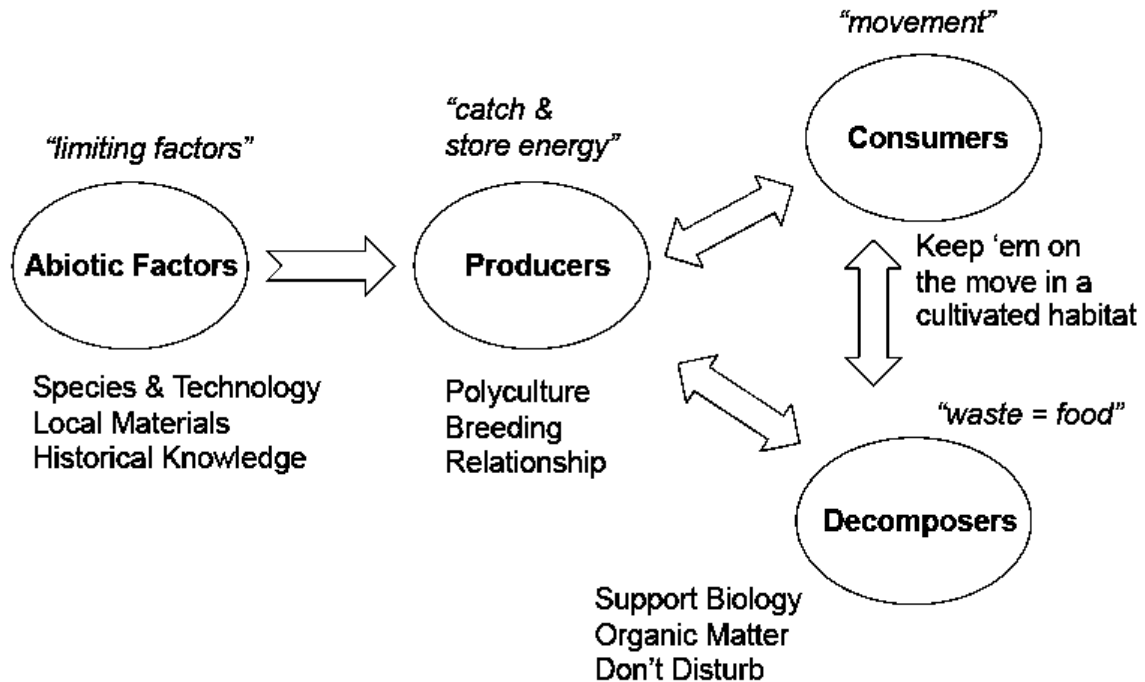 “movement”
Consumers
“catch &
store energy”
“limiting factors”
Abiotic Factors
Producers
Keep ‘em on
the move in a
cultivated habitat
Species & Technology
Local Materials
Historical Knowledge
Polyculture
Breeding
Relationship
“waste = food”
Decomposers
Support Biology
Organic Matter
Don’t Disturb